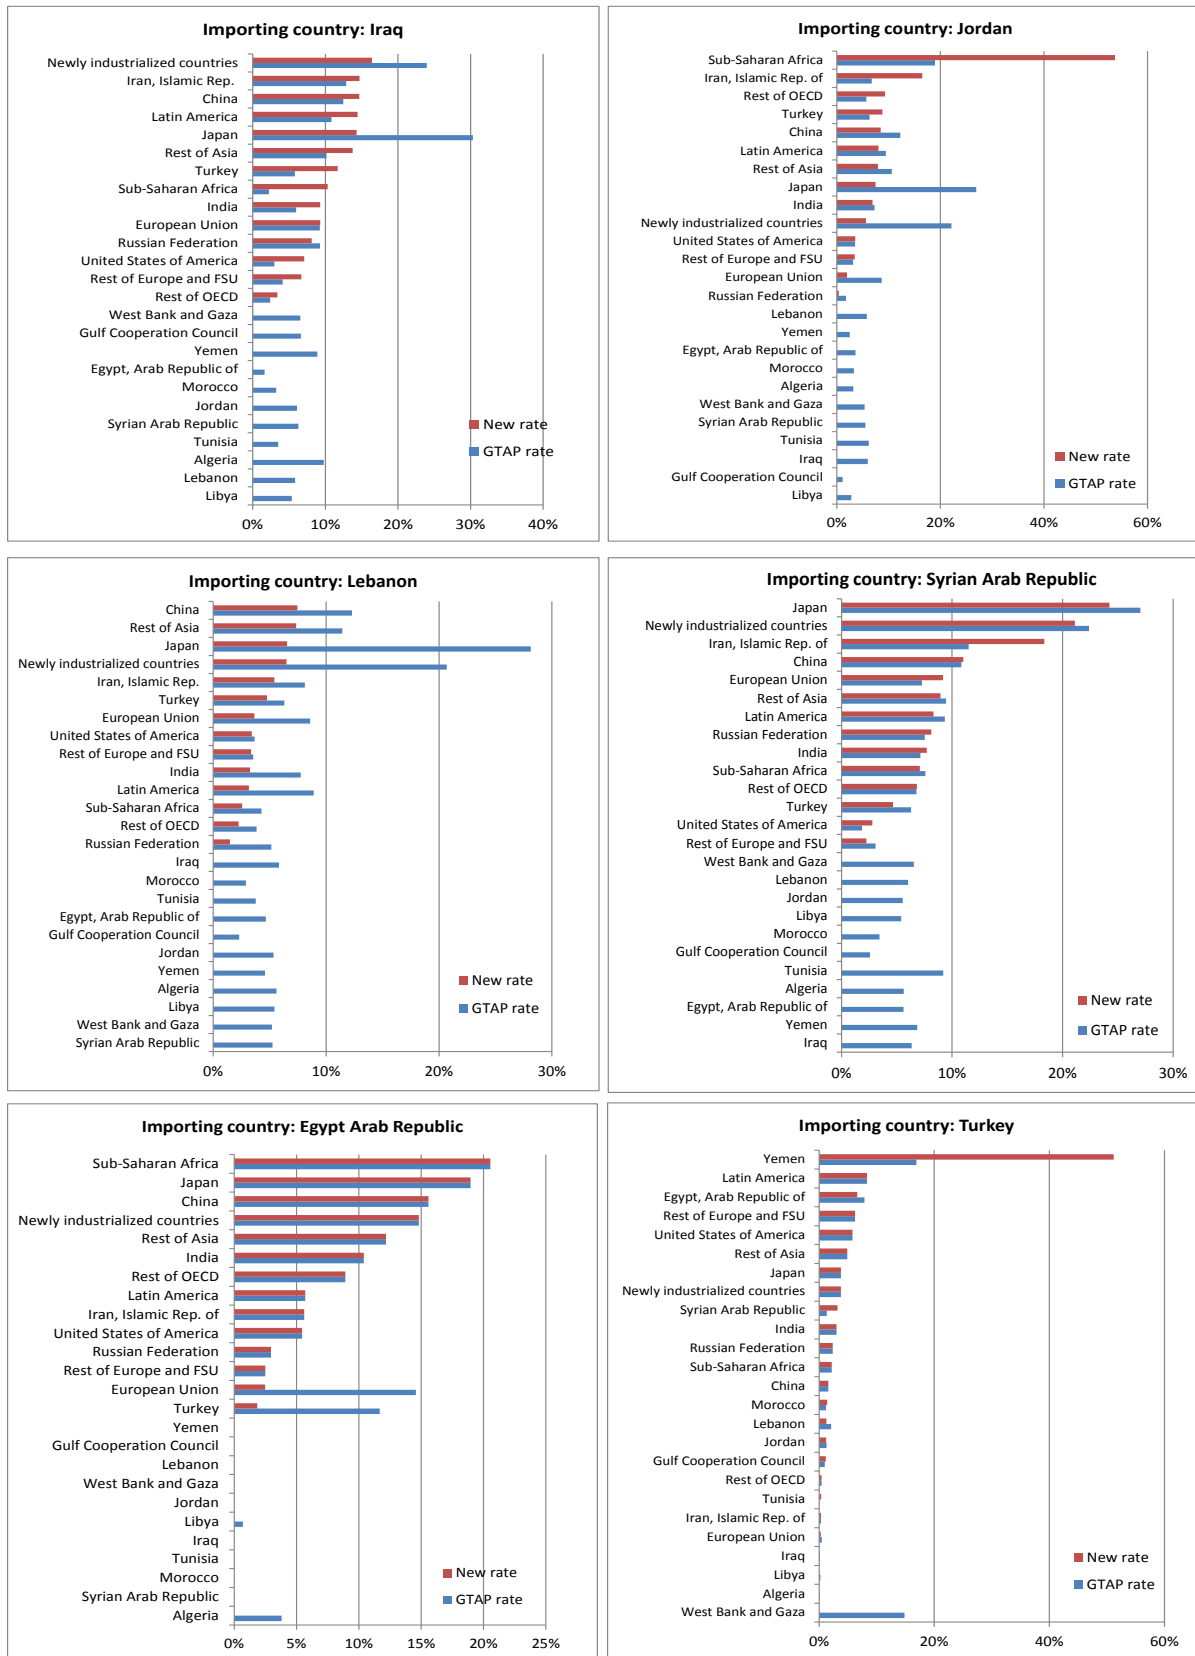 Importing country: Iraq
Newly industrialized countries
Iran, Islamic Rep.
China
Latin America
Japan
Rest of Asia
Turkey
Sub-Saharan Africa
India
European Union
Russian Federation
United States of America
Rest of Europe and FSU
Rest of OECD
West Bank and Gaza
Gulf Cooperation Council
Yemen
Egypt, Arab Republic of
Morocco
Jordan
Syrian Arab Republic
Tunisia
Algeria
Lebanon
Libya
New rate
GTAP rate
0% 10% 20% 30% 40%
Importing country: Jordan
Sub-Saharan Africa
Iran, Islamic Rep. of
Rest of OECD
Turkey
China
Latin America
Rest of Asia
Japan
India
Newly industrialized countries
United States of America
Rest of Europe and FSU
European Union
Russian Federation
Lebanon
Yemen
Egypt, Arab Republic of
Morocco
Algeria
West Bank and Gaza
Syrian Arab Republic
Tunisia
Iraq
Gulf Cooperation Council
Libya
New rate
GTAP rate
0% 20% 40% 60%
Importing country: Lebanon
China
Rest of Asia
Japan
Newly industrialized countries
Iran, Islamic Rep.
Turkey
European Union
United States of America
Rest of Europe and FSU
India
Latin America
Sub-Saharan Africa
Rest of OECD
Russian Federation
Iraq
Morocco
Tunisia
Egypt, Arab Republic of
Gulf Cooperation Council
Jordan
Yemen
Algeria
Libya
West Bank and Gaza
Syrian Arab Republic
New rate
GTAP rate
0% 10% 20% 30%
Importing country: Syrian Arab Republic
Japan
Newly industrialized countries
Iran, Islamic Rep. of
China
European Union
Rest of Asia
Latin America
Russian Federation
India
Sub-Saharan Africa
Rest of OECD
Turkey
United States of America
Rest of Europe and FSU
West Bank and Gaza
Lebanon
Jordan
Libya
Morocco
Gulf Cooperation Council
Tunisia
Algeria
Egypt, Arab Republic of
Yemen
Iraq
New rate
GTAP rate
0% 10% 20% 30%
Importing country: Egypt Arab Republic
Sub-Saharan Africa
Japan
China
Newly industrialized countries
Rest of Asia
India
Rest of OECD
Latin America
Iran, Islamic Rep. of
United States of America
Russian Federation
Rest of Europe and FSU
European Union
Turkey
Yemen
Gulf Cooperation Council
Lebanon
West Bank and Gaza
Jordan
Libya
Iraq
Tunisia
Morocco
Syrian Arab Republic
Algeria
New rate
GTAP rate
0% 5% 10% 15% 20% 25%
Importing country: Turkey
Yemen
Latin America
Egypt, Arab Republic of
Rest of Europe and FSU
United States of America
Rest of Asia
Japan
Newly industrialized countries
Syrian Arab Republic
India
Russian Federation
Sub-Saharan Africa
China
Morocco
Lebanon
Jordan
Gulf Cooperation Council
Rest of OECD
Tunisia
Iran, Islamic Rep. of
European Union
Iraq
Libya
Algeria
West Bank and Gaza
New rate
GTAP rate
0% 20% 40% 60%